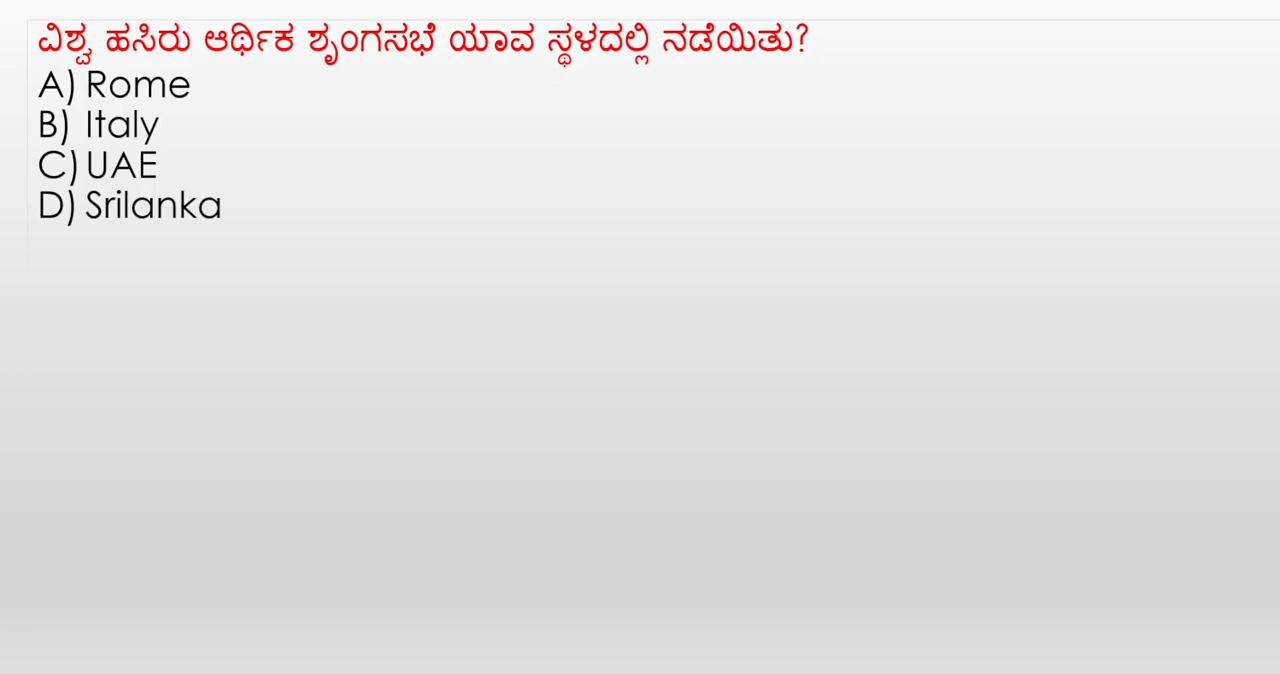 ವಿಶ್ವ ಹಸಿರು ಆರ್ಥಿಕ ಶೃಂಗಸಭೆ ಯಾವ ಸ್ಥಳದಲ್ಲಿ ನಡೆಯಿತು?
A) Rome
B) Italy
C) UAE
D) Srilanka